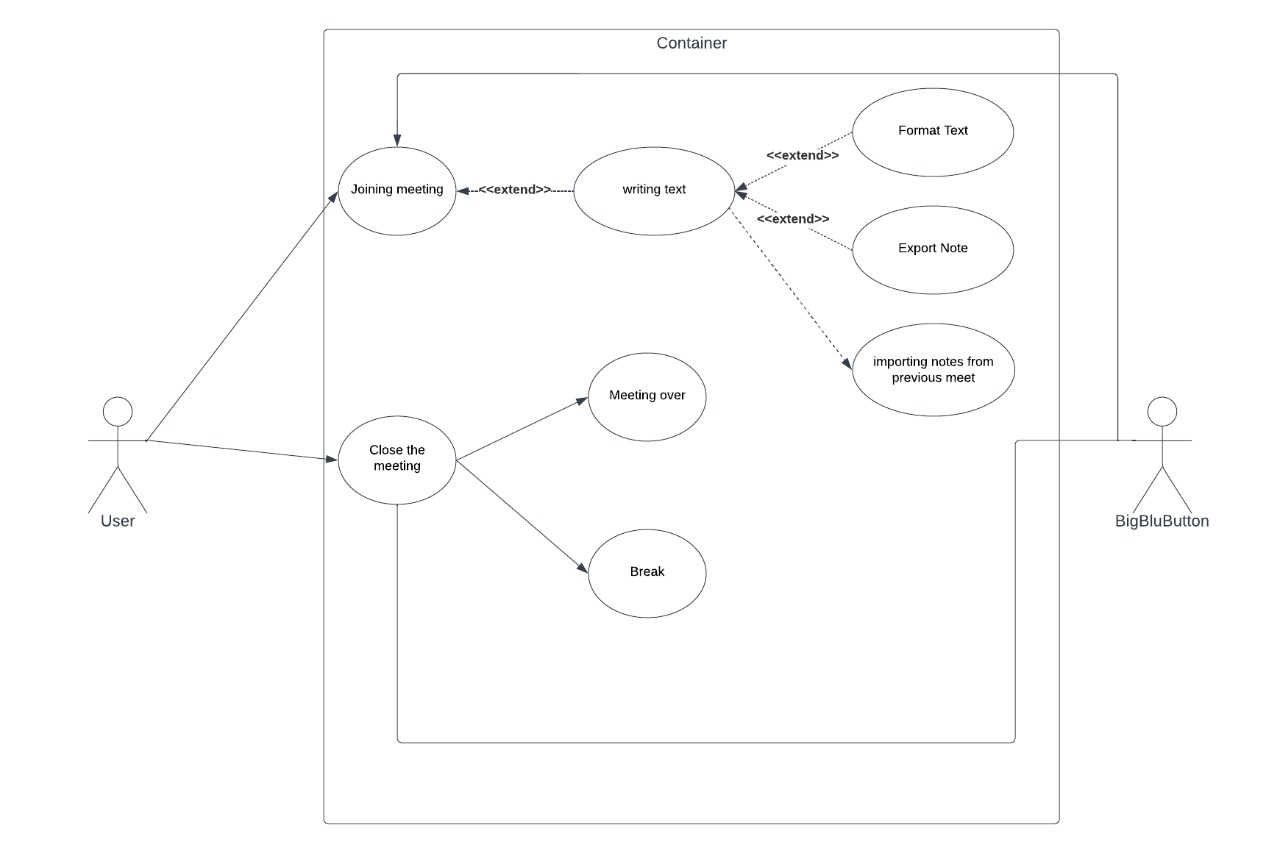 Container
Format Text
<<extend>>
Joining meeting
<<extend>>
writing text
<<extend>>
Export Note
importing notes from
previous meet
Meeting over
Close the
meeting
User
BigBluButton
Break